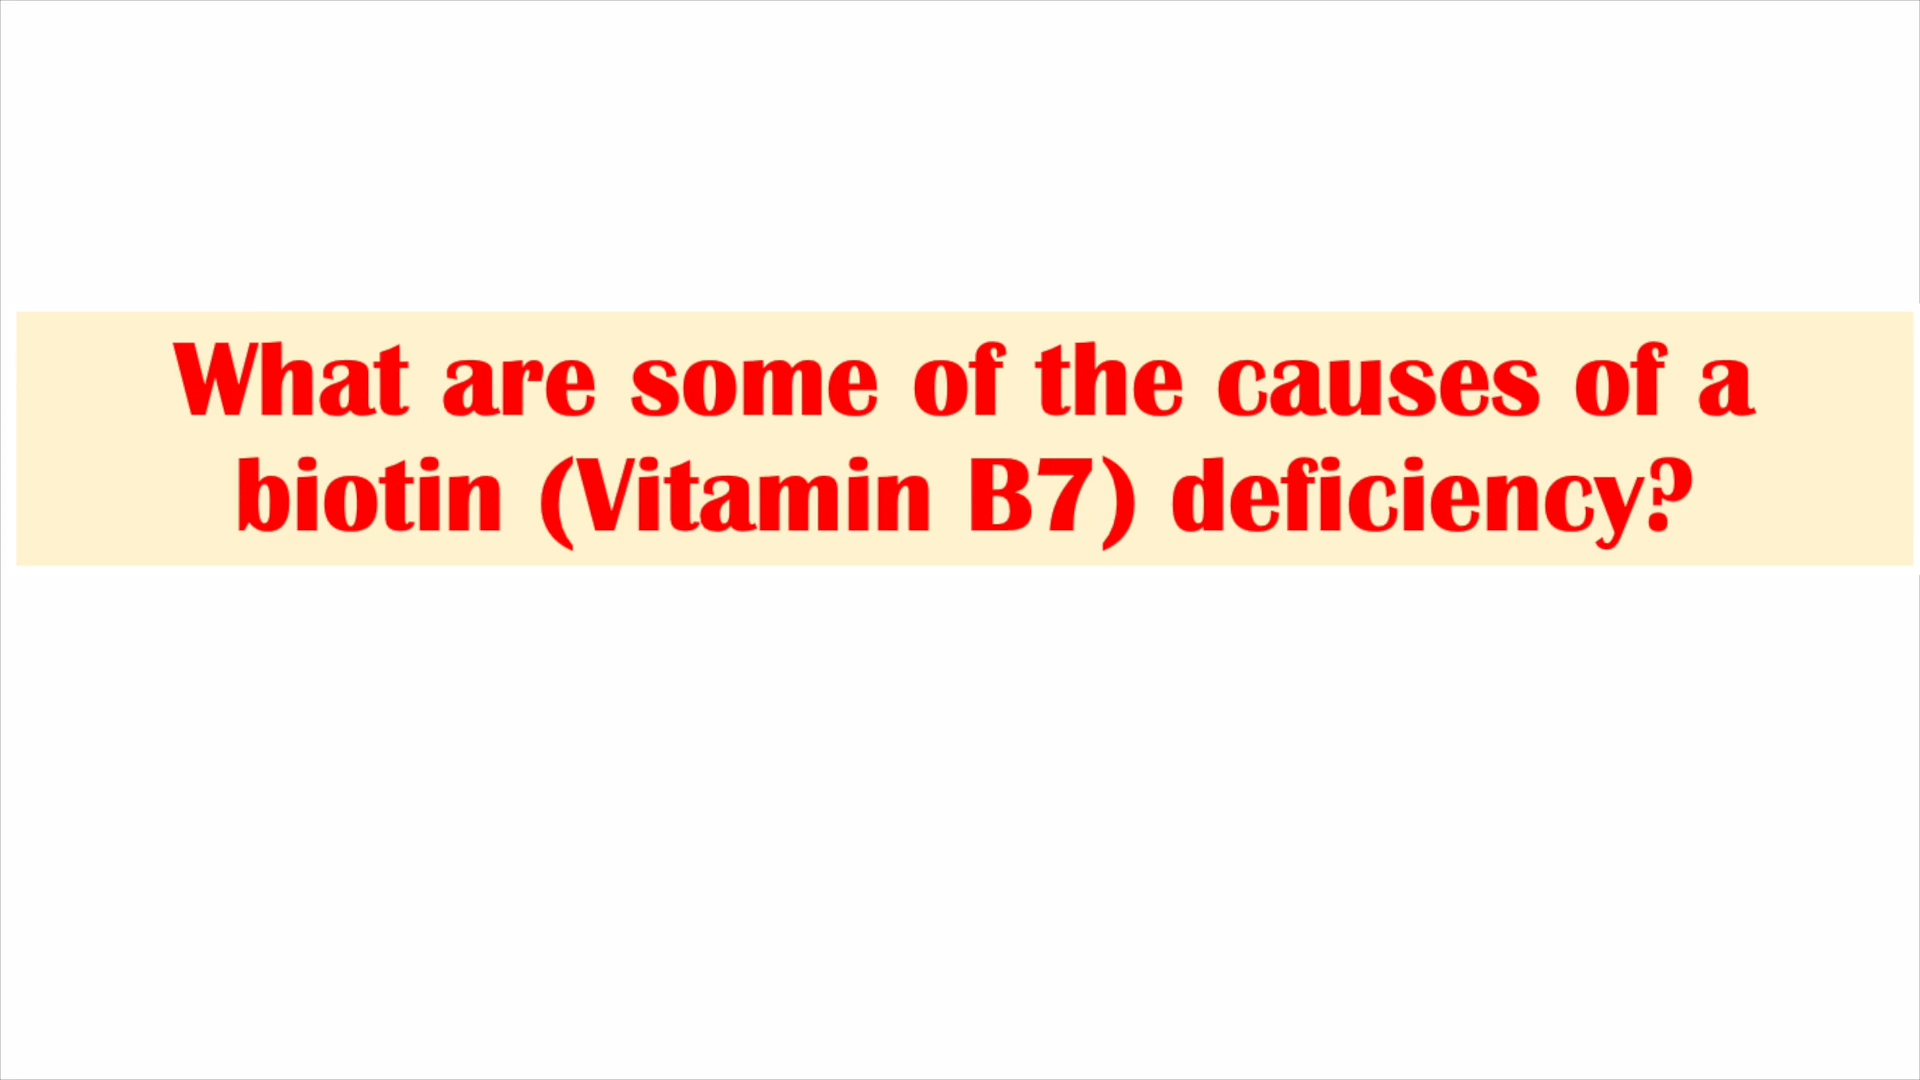 What are some of the causes of a
biotin (Vitamin B7) deficiency?